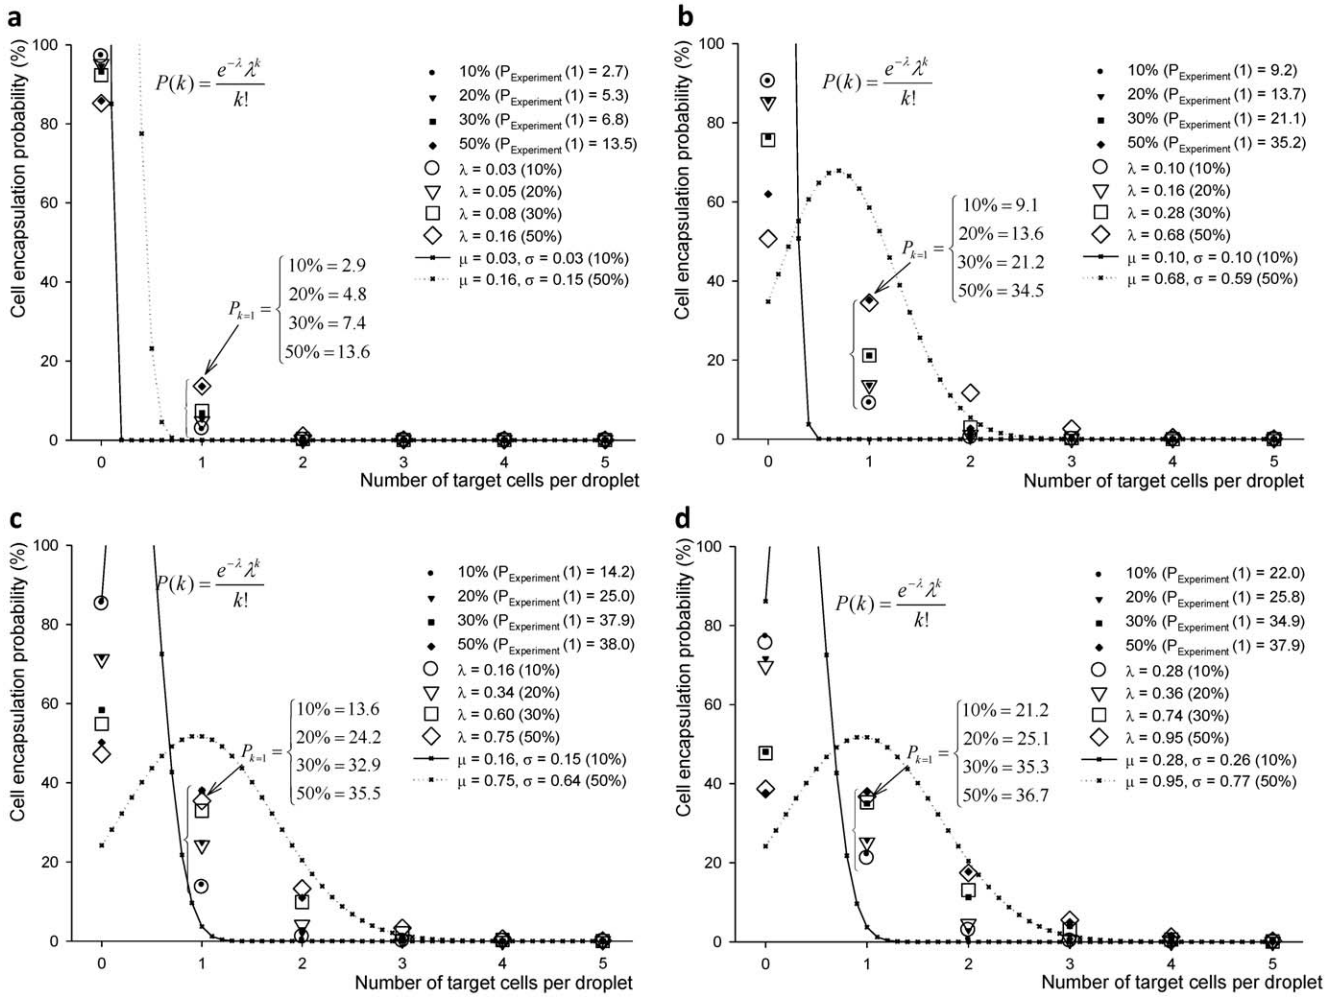 a
Cell encapsulation probability (%)
100
80
60
40
20
0
P(k) = e^{-λ} λ^k / k!
10% (P_Experiment (1) = 2.7)
20% (P_Experiment (1) = 5.3)
30% (P_Experiment (1) = 6.8)
50% (P_Experiment (1) = 13.5)
λ = 0.03 (10%)
λ = 0.05 (20%)
λ = 0.08 (30%)
λ = 0.16 (50%)
μ = 0.03, σ = 0.03 (10%)
μ = 0.16, σ = 0.15 (50%)
P_{k=1} =
10% = 2.9
20% = 4.8
30% = 7.4
50% = 13.6
0 1 2 3 4 5
Number of target cells per droplet
b
Cell encapsulation probability (%)
100
80
60
40
20
0
P(k) = e^{-λ} λ^k / k!
10% (P_Experiment (1) = 9.2)
20% (P_Experiment (1) = 13.7)
30% (P_Experiment (1) = 21.1)
50% (P_Experiment (1) = 35.2)
λ = 0.10 (10%)
λ = 0.16 (20%)
λ = 0.28 (30%)
λ = 0.68 (50%)
μ = 0.10, σ = 0.10 (10%)
μ = 0.68, σ = 0.59 (50%)
P_{k=1} =
10% = 9.1
20% = 13.6
30% = 21.2
50% = 34.5
0 1 2 3 4 5
Number of target cells per droplet
c
Cell encapsulation probability (%)
100
80
60
40
20
0
P(k) = e^{-λ} λ^k / k!
10% (P_Experiment (1) = 14.2)
20% (P_Experiment (1) = 25.0)
30% (P_Experiment (1) = 37.9)
50% (P_Experiment (1) = 38.0)
λ = 0.16 (10%)
λ = 0.34 (20%)
λ = 0.60 (30%)
λ = 0.75 (50%)
μ = 0.16, σ = 0.15 (10%)
μ = 0.75, σ = 0.64 (50%)
P_{k=1} =
10% = 13.6
20% = 24.2
30% = 32.9
50% = 35.5
0 1 2 3 4 5
Number of target cells per droplet
d
Cell encapsulation probability (%)
100
80
60
40
20
0
P(k) = e^{-λ} λ^k / k!
10% (P_Experiment (1) = 22.0)
20% (P_Experiment (1) = 25.8)
30% (P_Experiment (1) = 34.9)
50% (P_Experiment (1) = 37.9)
λ = 0.28 (10%)
λ = 0.36 (20%)
λ = 0.74 (30%)
λ = 0.95 (50%)
μ = 0.28, σ = 0.26 (10%)
μ = 0.95, σ = 0.77 (50%)
P_{k=1} =
10% = 21.2
20% = 25.1
30% = 35.3
50% = 36.7
0 1 2 3 4 5
Number of target cells per droplet